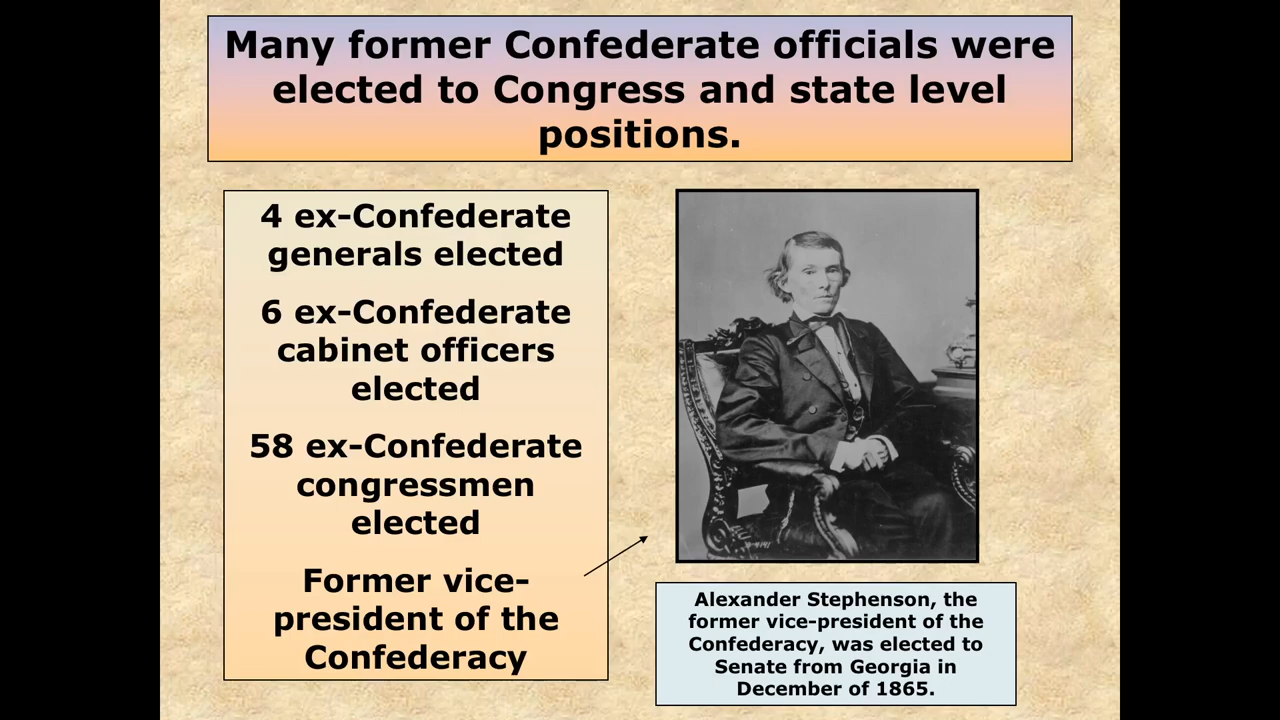 Many former Confederate officials were
elected to Congress and state level
positions.
4 ex-Confederate
generals elected
6 ex-Confederate
cabinet officers
elected
58 ex-Confederate
congressmen
elected
Former vice-
president of the
Confederacy
Alexander Stephenson, the
former vice-president of the
Confederacy, was elected to
Senate from Georgia in
December of 1865.